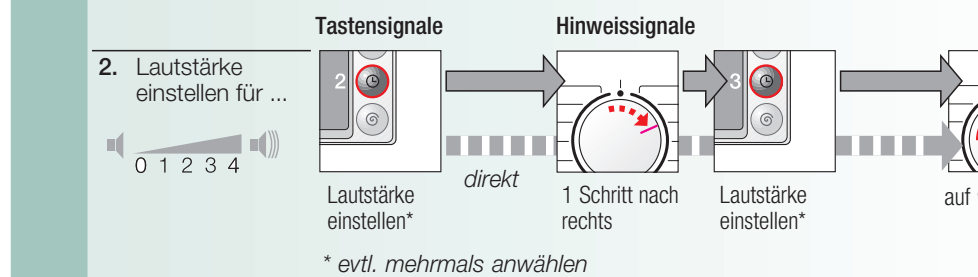 Tastensignale
Hinweissignale
2. Lautstärke
einstellen für ...
0 1 2 3 4
2
3
direkt
Lautstärke
einstellen*
1 Schritt nach
rechts
Lautstärke
einstellen*
auf
* evtl. mehrmals anwählen